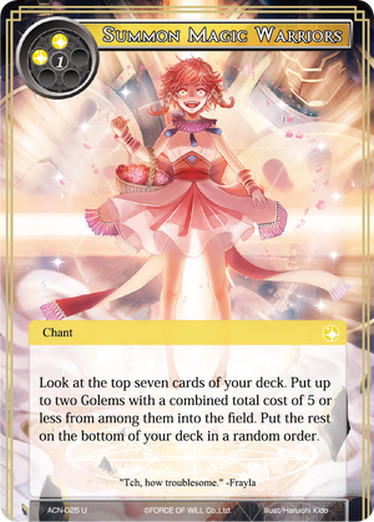 Summon Magic Warriors
1
Chant
Look at the top seven cards of your deck. Put up
to two Golems with a combined total cost of 5 or
less from among them into the field. Put the rest
on the bottom of your deck in a random order.
"Tch, how troublesome." -Frayla
ACN-025 U ©FORCE OF WILL Co.,Ltd. Illust/Haruichi Kido